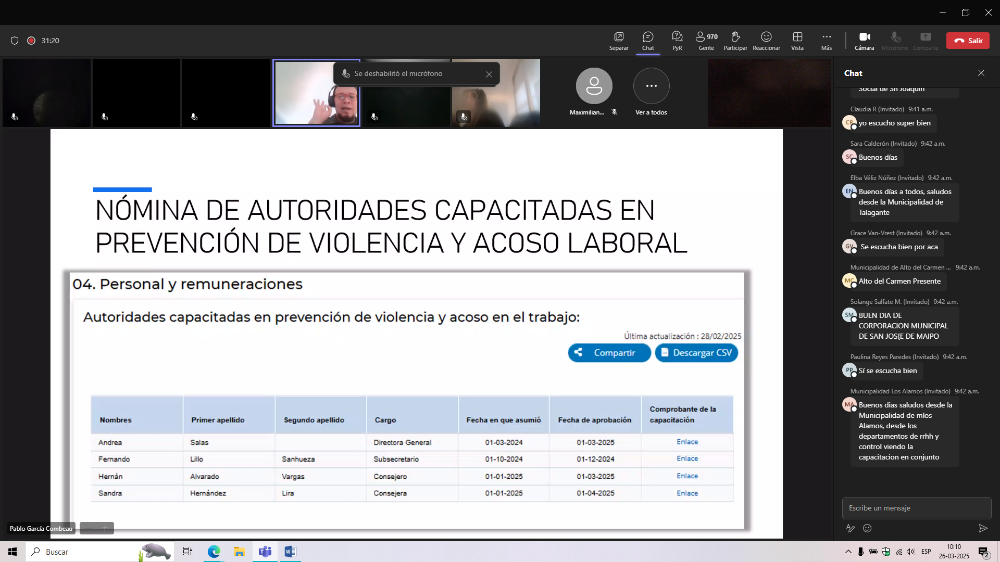 31:20
Separar
Chat
PyR
970
Gente
Participar
Reaccionar
Vista
Más
Cámara
Micrófono
Comparte
Salir
Se deshabilitó el micrófono
Maximilian...
Ver a todos
NÓMINA DE AUTORIDADES CAPACITADAS EN
PREVENCIÓN DE VIOLENCIA Y ACOSO LABORAL
04. Personal y remuneraciones
Autoridades capacitadas en prevención de violencia y acoso en el trabajo:
Última actualización : 28/02/2025
Compartir Descargar CSV
Nombres Primer apellido Segundo apellido Cargo Fecha en que asumió Fecha de aprobación Comprobante de la capacitación
Andrea Salas Directora General 01-03-2024 01-03-2025 Enlace
Fernando Lillo Sanhueza Subsecretario 01-10-2024 01-12-2024 Enlace
Hernán Alvarado Vargas Consejero 01-01-2025 01-03-2025 Enlace
Sandra Hernández Lira Consejera 01-01-2025 01-04-2025 Enlace
Pablo García Combeau
Chat
Social de Sn Joaquin
Claudia R (Invitado) 9:41 a.m.
CR
yo escucho super bien
Sara Calderón (Invitado) 9:42 a.m.
SC
Buenos días
Elba Véliz Núñez (Invitado) 9:42 a.m.
EN
Buenos días a todos, saludos
desde la Municipalidad de
Talagante
Grace Van-Vrest (Invitado) 9:42 a.m.
GV
Se escucha bien por aca
Municipalidad de Alto del Carmen ... 9:42 a.m.
MC
Alto del Carmen Presente
Solange Salfate M. (Invitado) 9:42 a.m.
SM
BUEN DIA DE
CORPORACION MUNICIPAL
DE SAN JOS{E DE MAIPO
Paulina Reyes Paredes (Invitado) 9:42 a.m.
PP
Sí se escucha bien
Municipalidad Los Alamos (Invitado) 9:42 a.m.
MA
Buenos dias saludos desde la
Municipalidad de mlos
Alamos, desde los
departamentos de rrhh y
control viendo la
capacitacion en conjunto
Escribe un mensaje
Buscar
ESP
10:10
26-03-2025
2